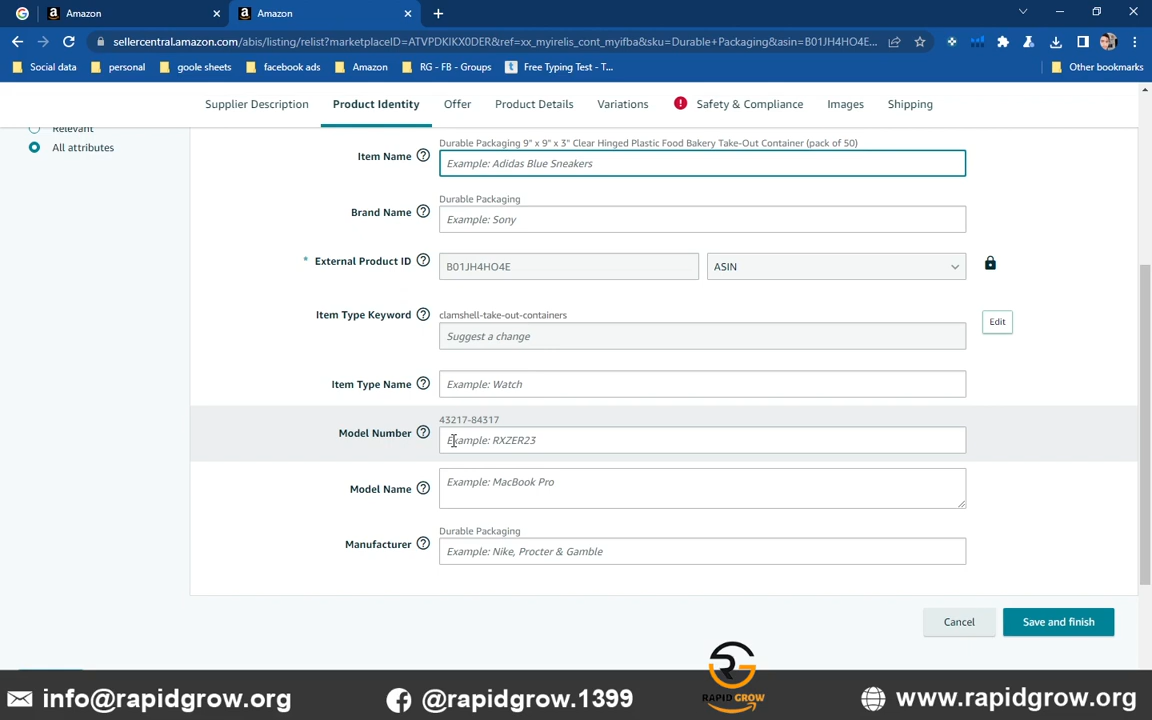 Amazon
Amazon
sellercentral.amazon.com/abis/listing/relist?marketplaceID=ATVPDKIKX0DER&ref=xx_myirelis_cont_myifba&sku=Durable+Packaging&asin=B01JH4HO4E...
Social data
personal
goole sheets
facebook ads
Amazon
RG - FB - Groups
Free Typing Test - T...
Other bookmarks
Supplier Description
Product Identity
Offer
Product Details
Variations
Safety & Compliance
Images
Shipping
Relevant
All attributes
Durable Packaging 9" x 9" x 3" Clear Hinged Plastic Food Bakery Take-Out Container (pack of 50)
Item Name
Example: Adidas Blue Sneakers
Durable Packaging
Brand Name
Example: Sony
* External Product ID
B01JH4HO4E
ASIN
clamshell-take-out-containers
Item Type Keyword
Suggest a change
Edit
Item Type Name
Example: Watch
43217-84317
Model Number
Example: RXZER23
Model Name
Example: MacBook Pro
Durable Packaging
Manufacturer
Example: Nike, Procter & Gamble
Cancel
Save and finish
RAPID GROW
info@rapidgrow.org
@rapidgrow.1399
www.rapidgrow.org